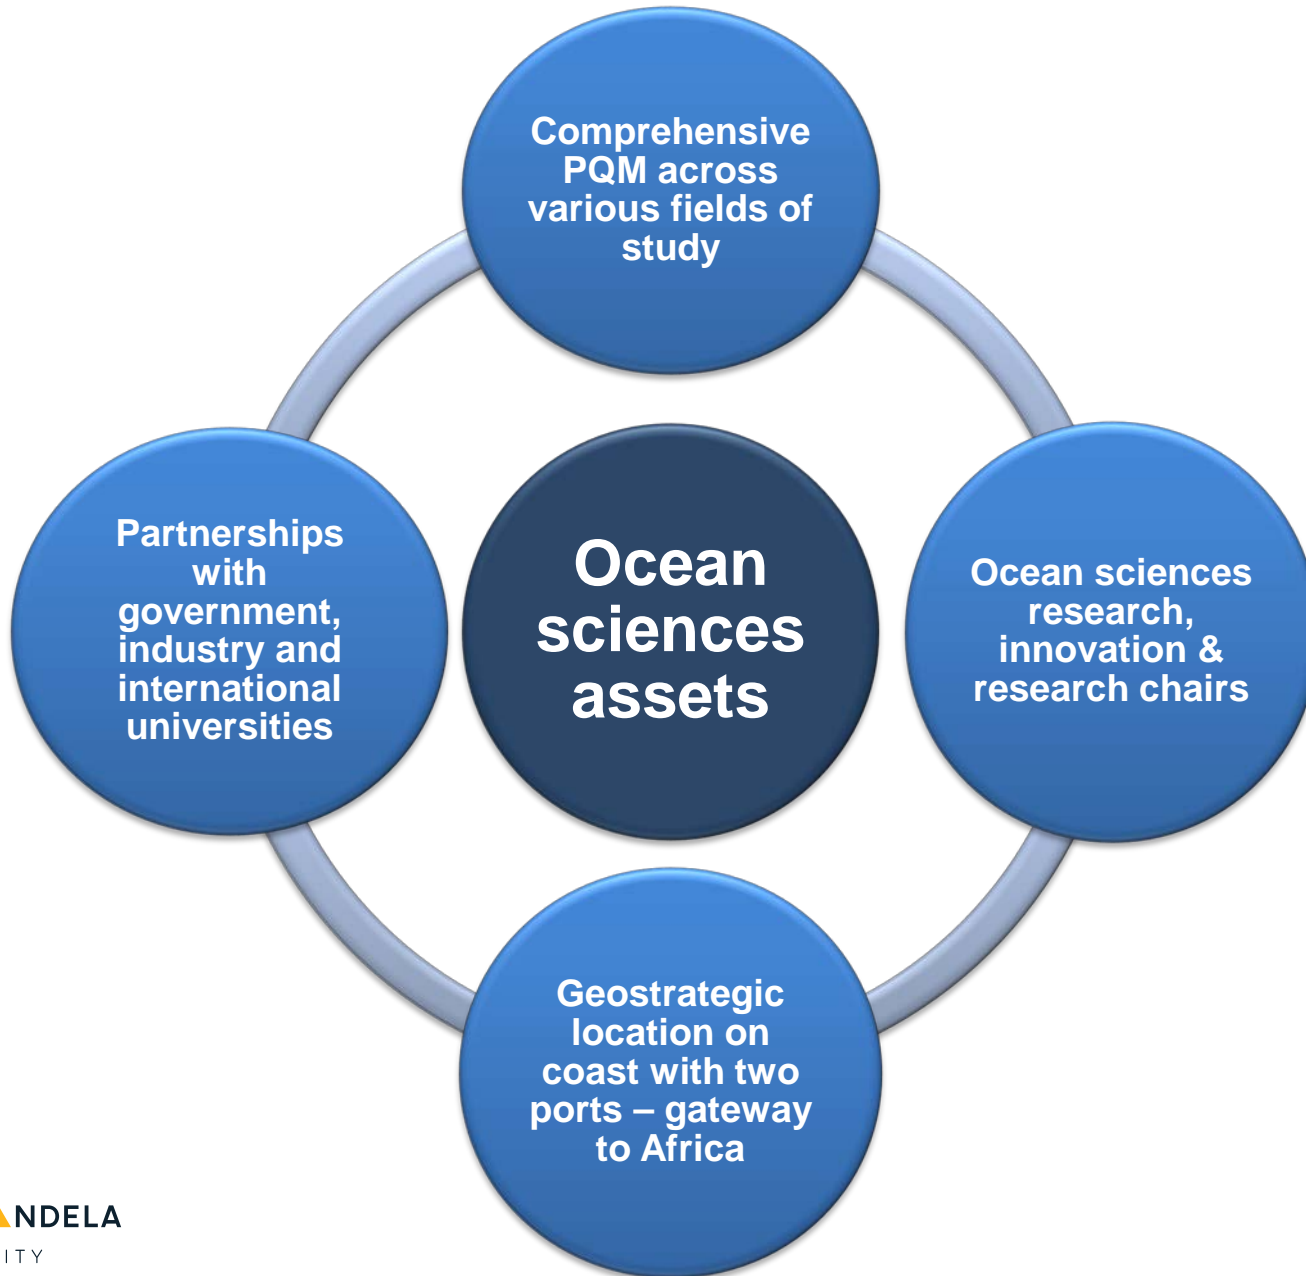 Comprehensive
PQM across
various fields of
study
Partnerships
with
government,
industry and
international
universities
Ocean
sciences
assets
Ocean sciences
research,
innovation &
research chairs
Geostrategic
location on
coast with two
ports – gateway
to Africa
NDELA
ITY